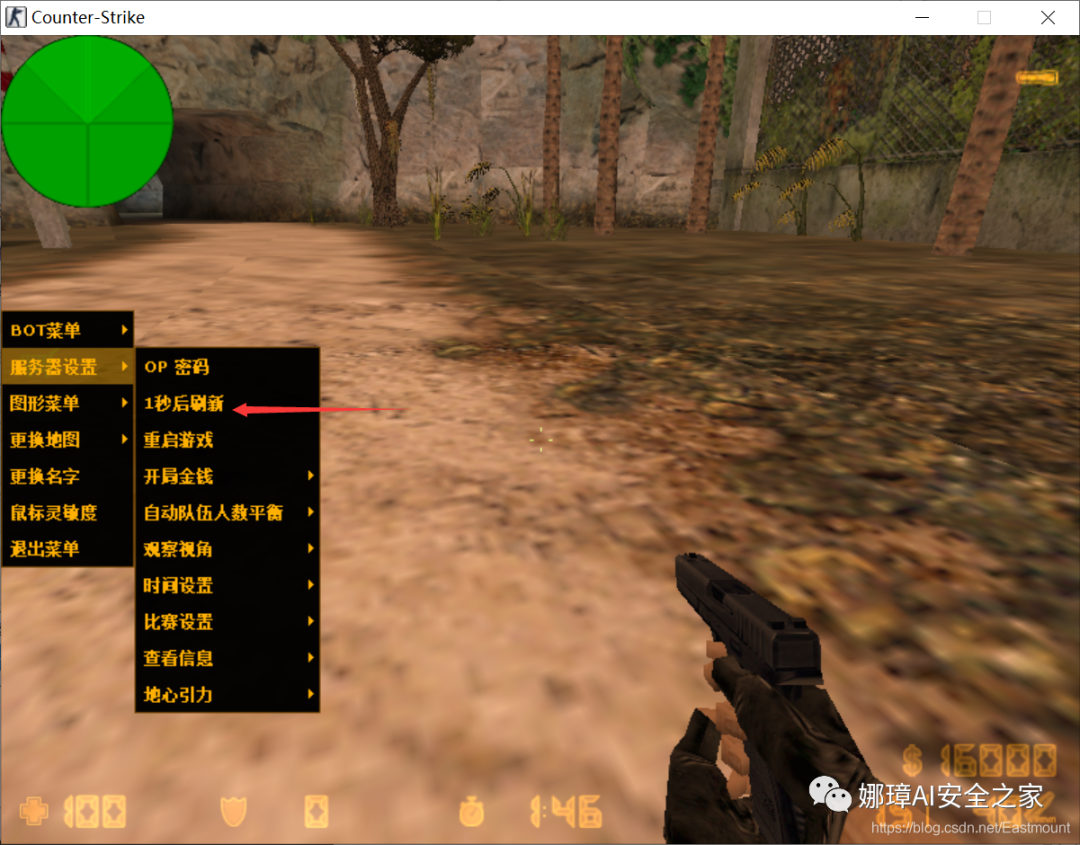 Counter-Strike
BOT菜单
服务器设置
图形菜单
更换地图
更换名字
鼠标灵敏度
退出菜单
OP 密码
1秒后刷新
重启游戏
开局金钱
自动队伍人数平衡
观察视角
时间设置
比赛设置
查看信息
地心引力
$ 16000
100
0
1:46
娜璋AI安全之家
https://blog.csdn.net/Eastmount